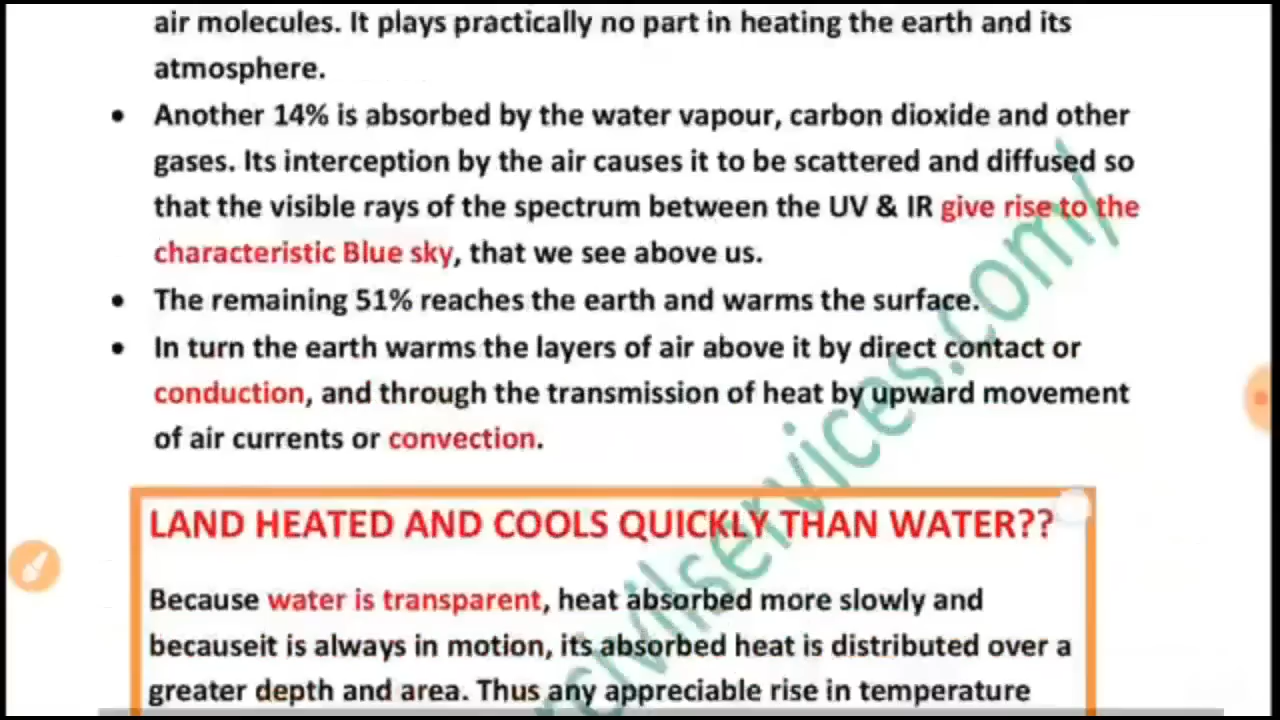 air molecules. It plays practically no part in heating the earth and its
atmosphere.
• Another 14% is absorbed by the water vapour, carbon dioxide and other
gases. Its interception by the air causes it to be scattered and diffused so
that the visible rays of the spectrum between the UV & IR give rise to the
characteristic Blue sky, that we see above us.
• The remaining 51% reaches the earth and warms the surface.
• In turn the earth warms the layers of air above it by direct contact or
conduction, and through the transmission of heat by upward movement
of air currents or convection.
LAND HEATED AND COOLS QUICKLY THAN WATER??
Because water is transparent, heat absorbed more slowly and
becauseit is always in motion, its absorbed heat is distributed over a
greater depth and area. Thus any appreciable rise in temperature
rcivilservices.com/